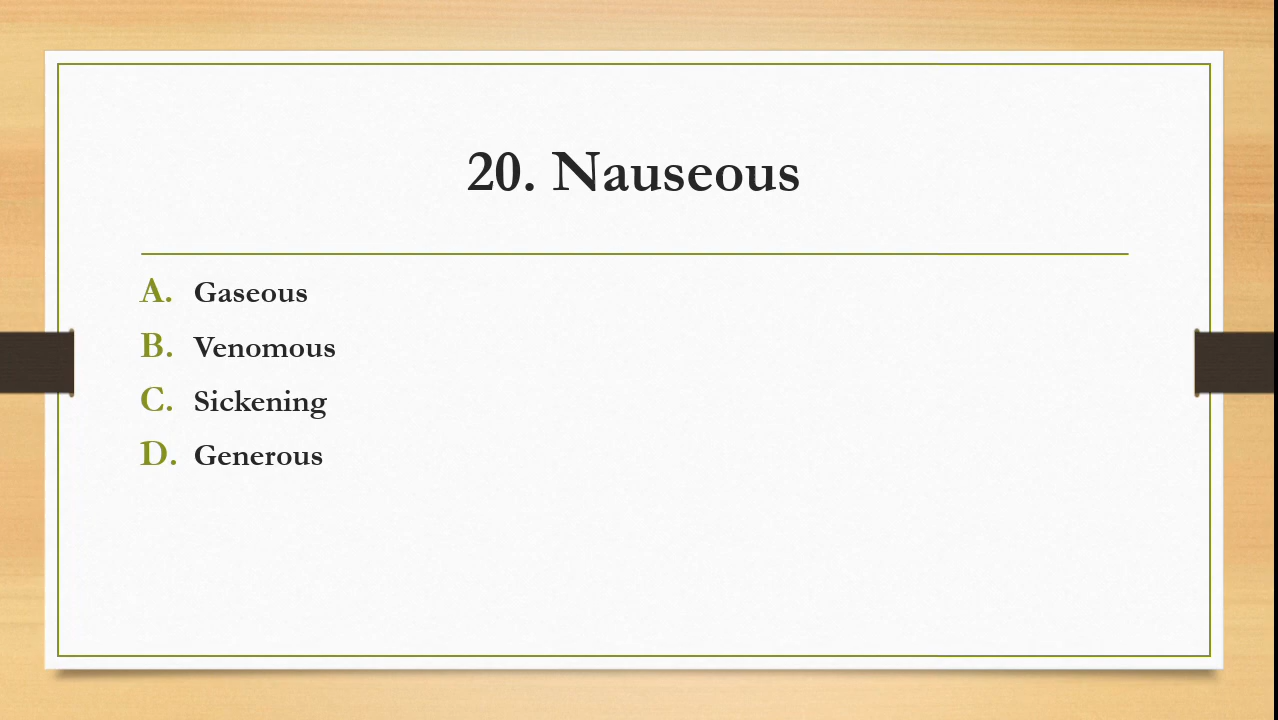 20. Nauseous
A. Gaseous
B. Venomous
C. Sickening
D. Generous